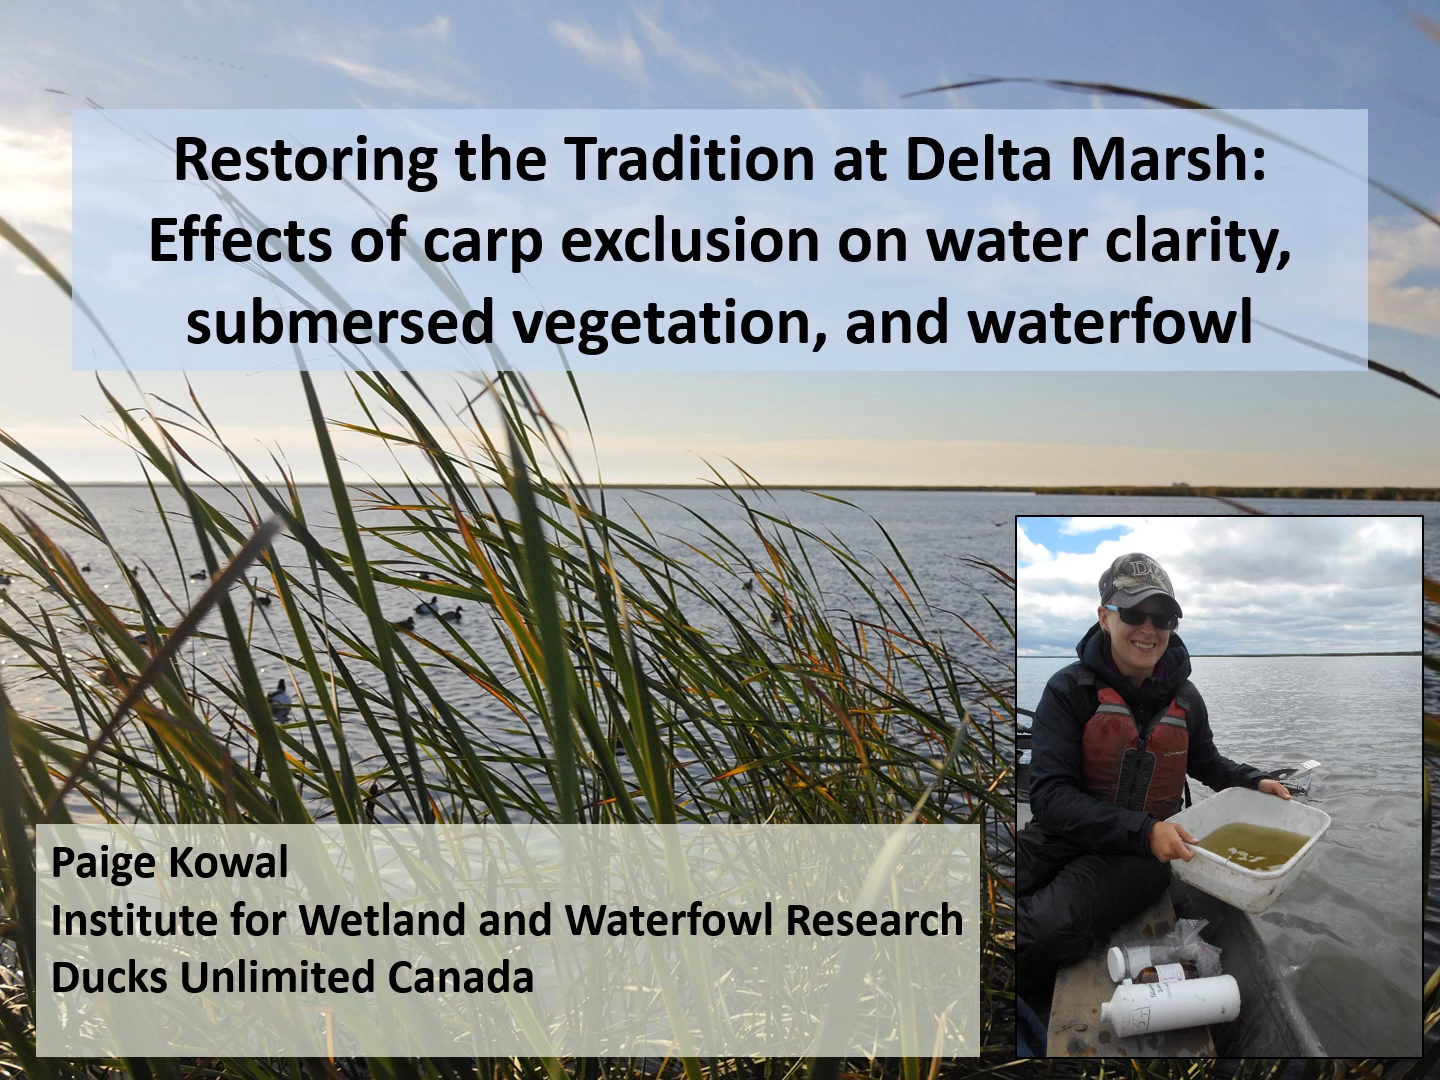 Restoring the Tradition at Delta Marsh:
Effects of carp exclusion on water clarity,
submersed vegetation, and waterfowl
Paige Kowal
Institute for Wetland and Waterfowl Research
Ducks Unlimited Canada